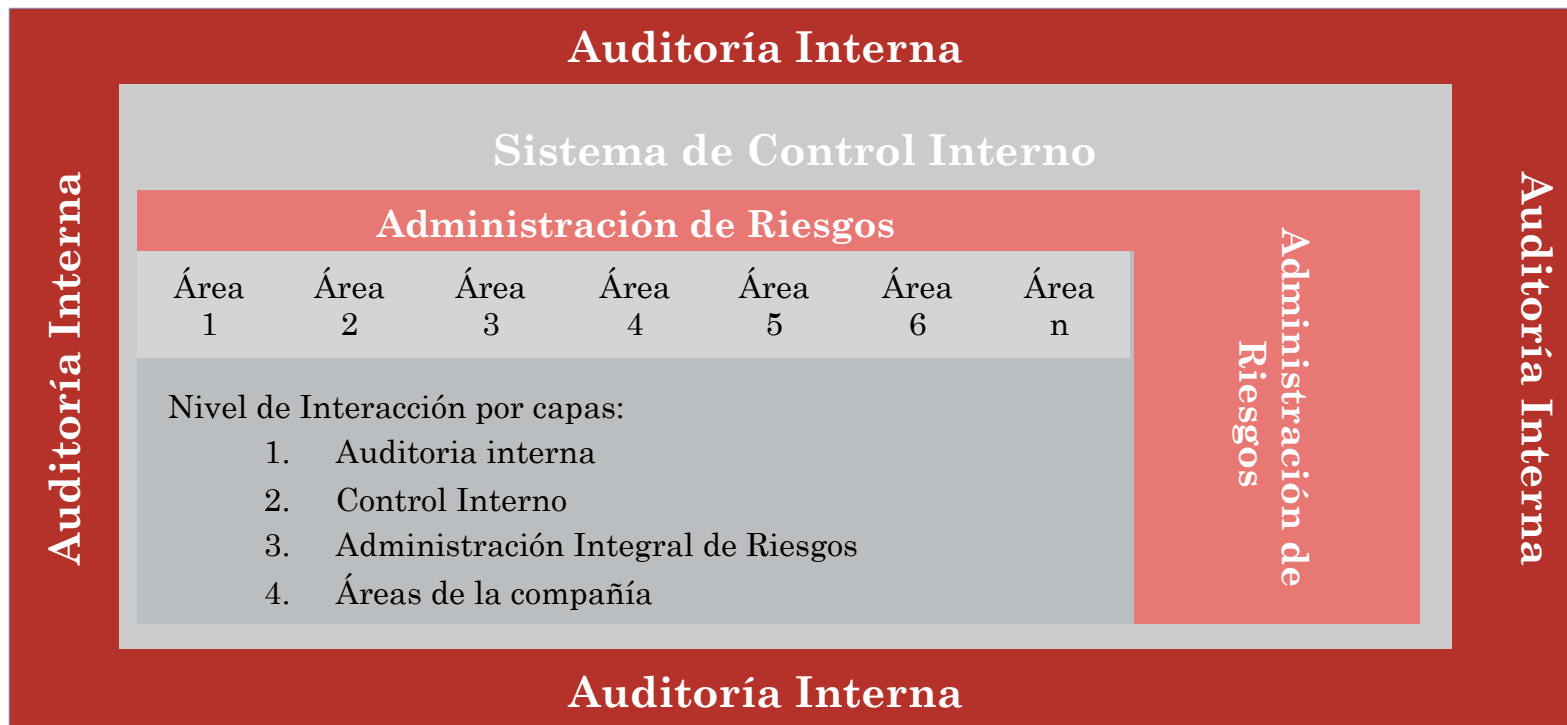 Auditoría Interna
Auditoría Interna
Sistema de Control Interno
Administración de Riesgos
Área 1
Área 2
Área 3
Área 4
Área 5
Área 6
Área n
Nivel de Interacción por capas:
1. Auditoria interna
2. Control Interno
3. Administración Integral de Riesgos
4. Áreas de la compañía
Administración de
Riesgos
Auditoría Interna
Auditoría Interna